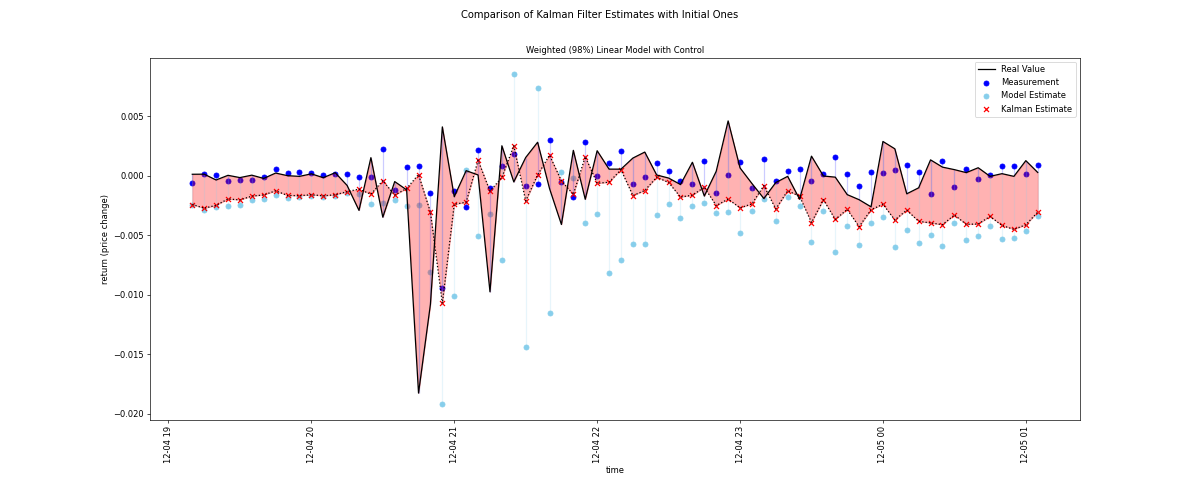 Comparison of Kalman Filter Estimates with Initial Ones
Weighted (98%) Linear Model with Control
Real Value
Measurement
Model Estimate
Kalman Estimate
return (price change)
0.005
0.000
−0.005
−0.010
−0.015
−0.020
12-04 19
12-04 20
12-04 21
12-04 22
12-04 23
12-05 00
12-05 01
time